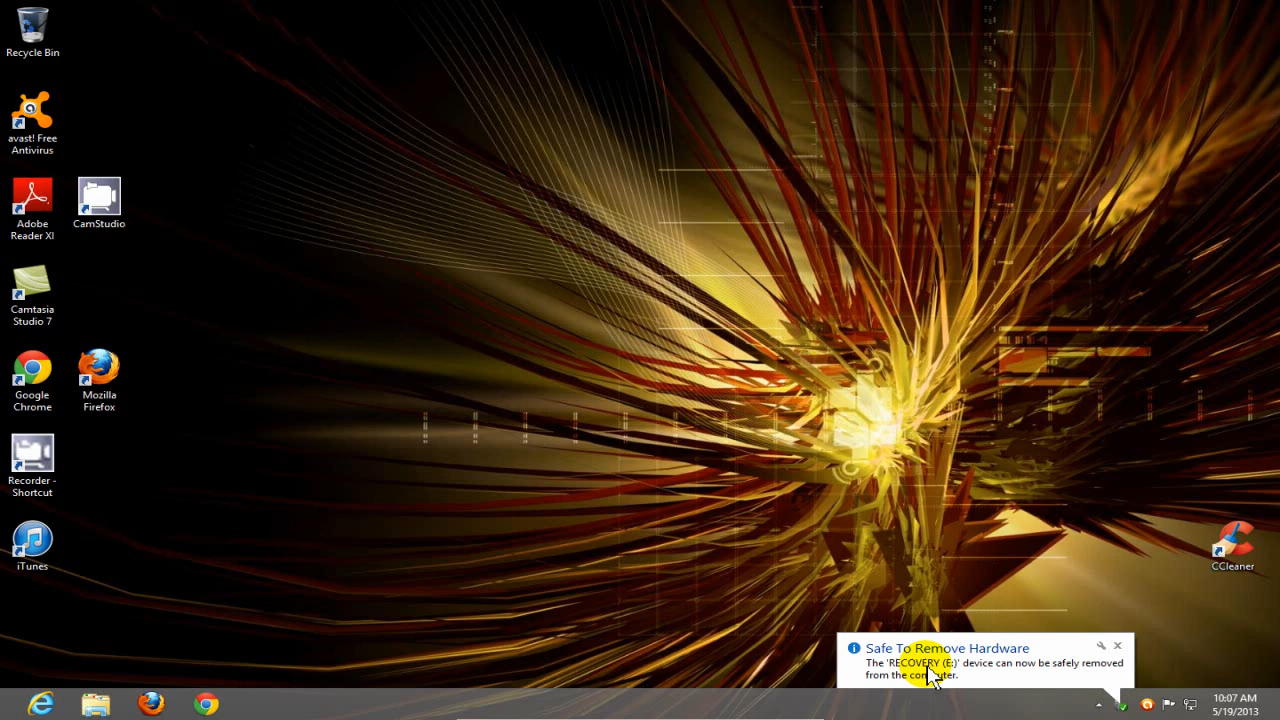 Recycle Bin
avast! Free
Antivirus
Adobe
Reader XI
CamStudio
Camtasia
Studio 7
Google
Chrome
Mozilla
Firefox
Recorder -
Shortcut
iTunes
CCleaner
Safe To Remove Hardware
The 'RECOVERY (E:)' device can now be safely removed
from the computer.
10:07 AM
5/19/2013